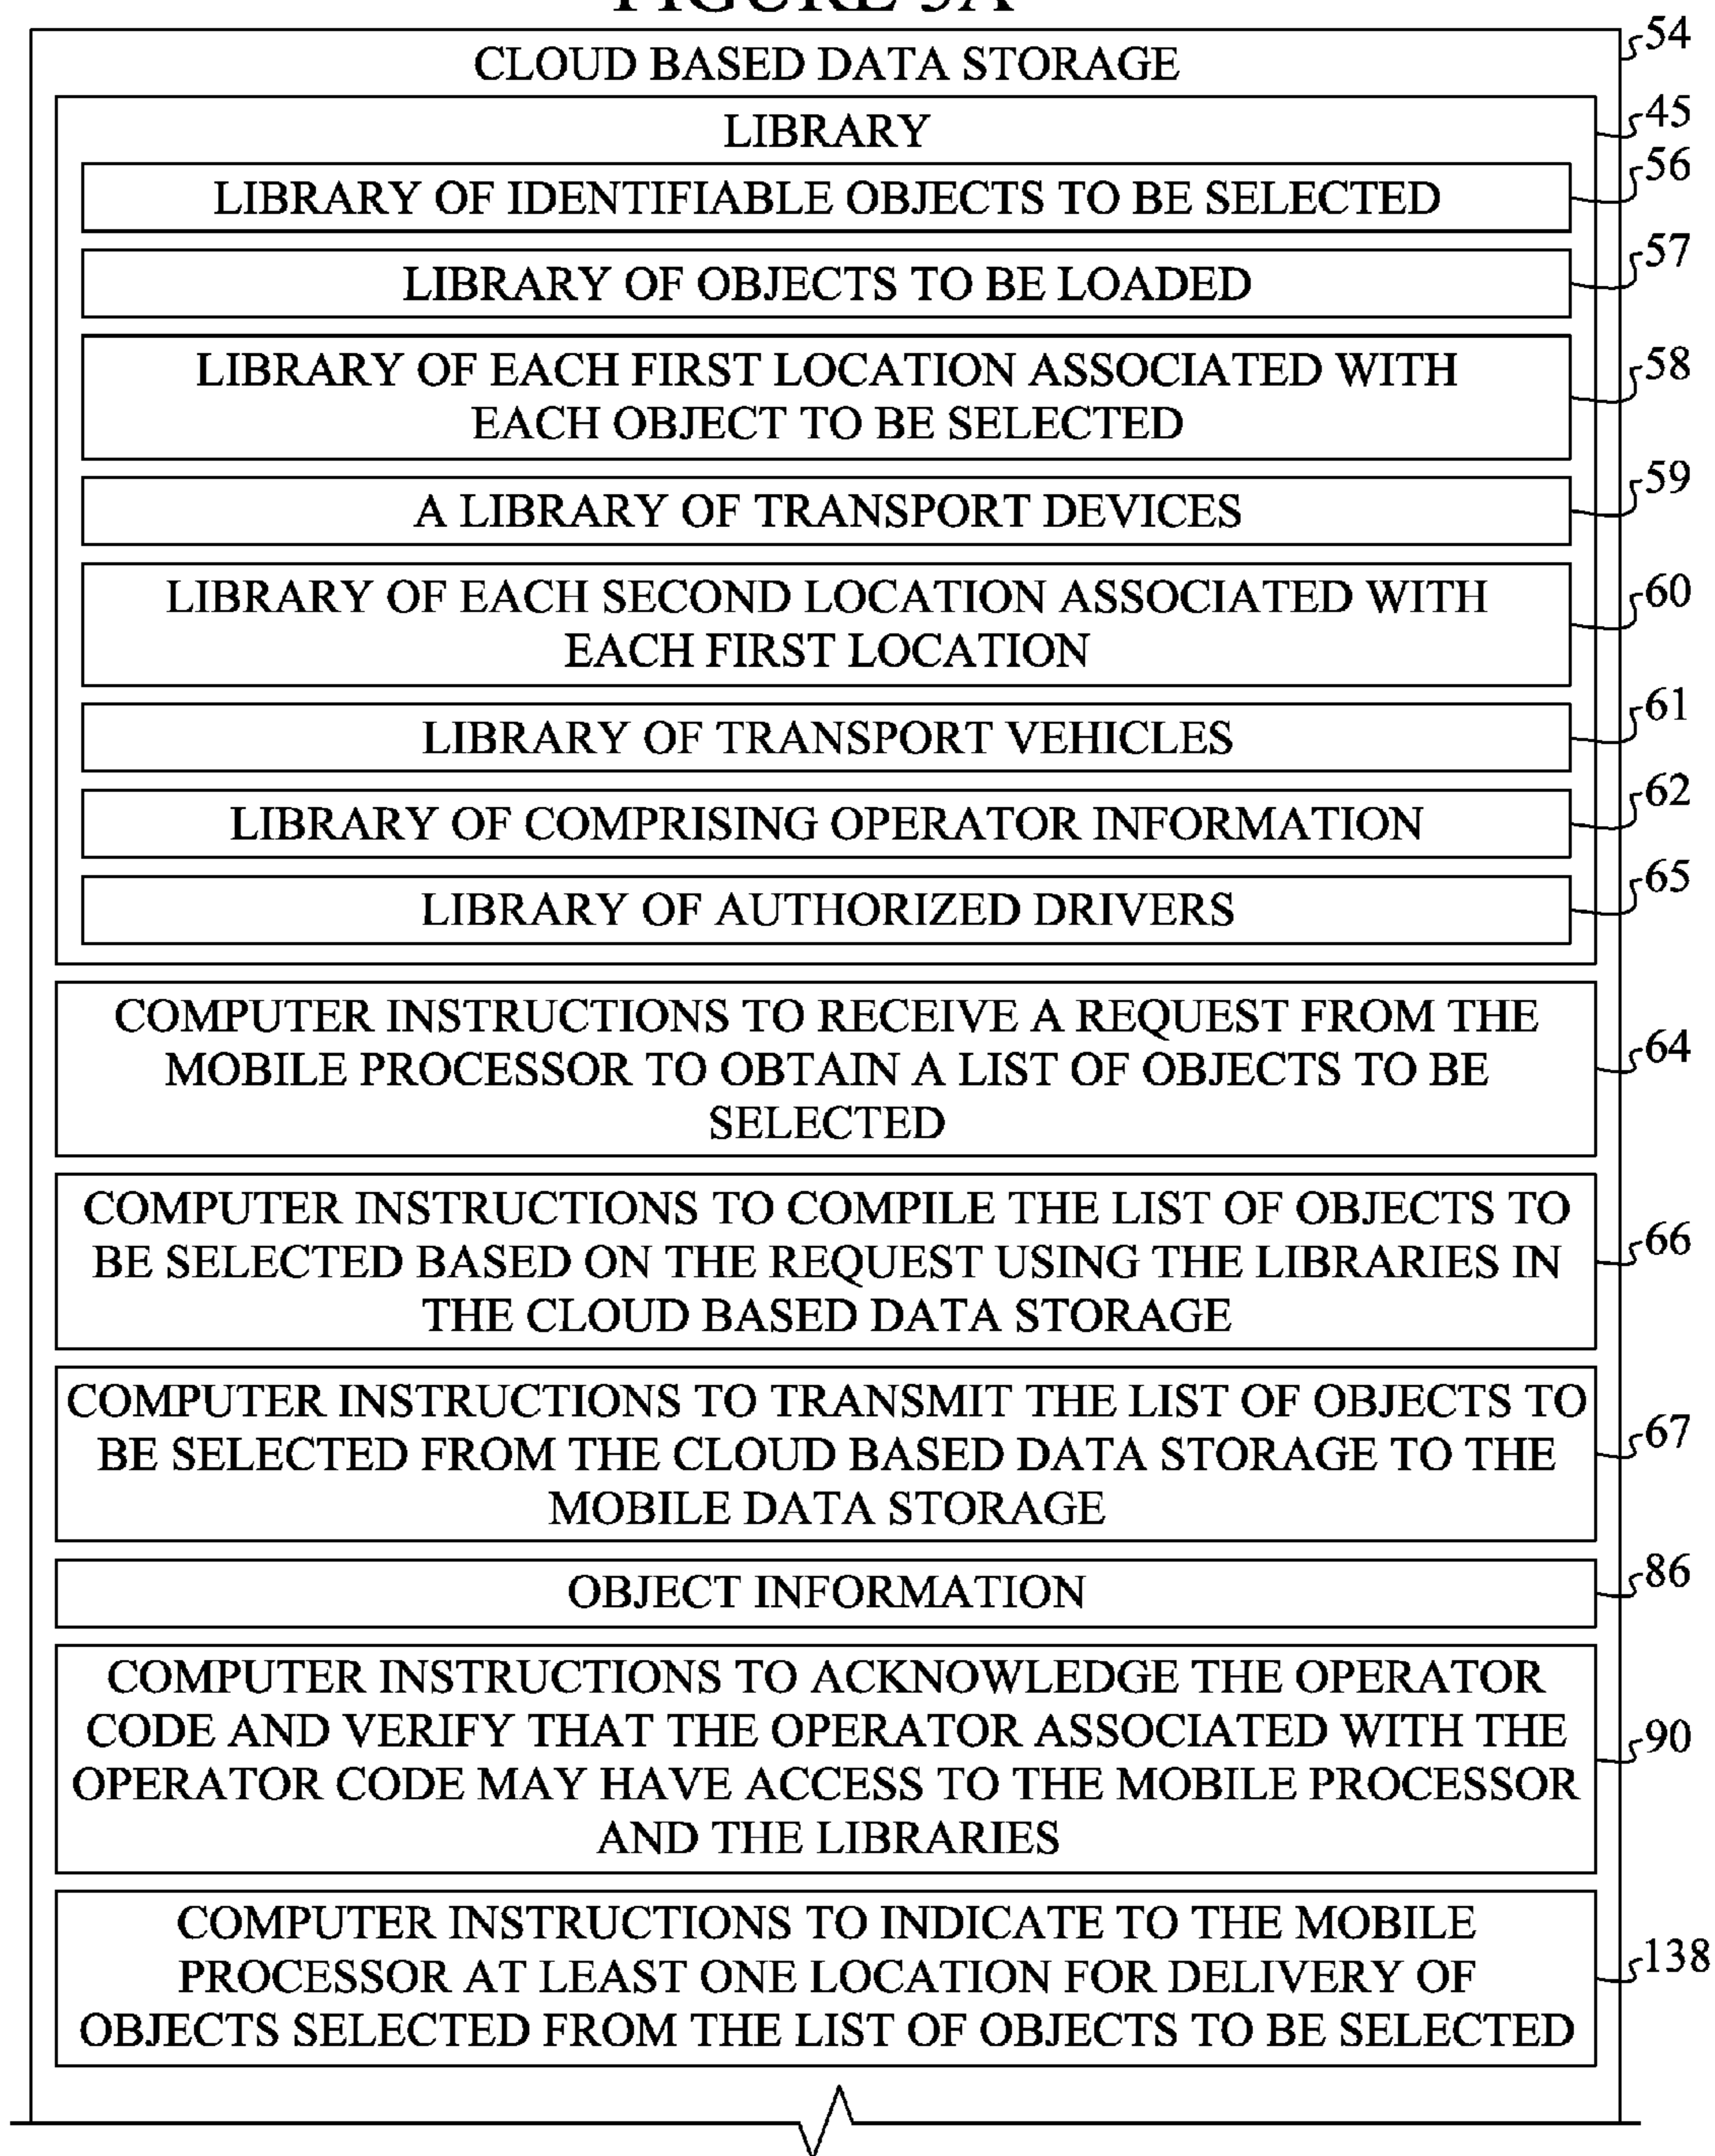 FIGURE 5A
CLOUD BASED DATA STORAGE
54
LIBRARY
45
LIBRARY OF IDENTIFIABLE OBJECTS TO BE SELECTED
56
LIBRARY OF OBJECTS TO BE LOADED
57
LIBRARY OF EACH FIRST LOCATION ASSOCIATED WITH
EACH OBJECT TO BE SELECTED
58
A LIBRARY OF TRANSPORT DEVICES
59
LIBRARY OF EACH SECOND LOCATION ASSOCIATED WITH
EACH FIRST LOCATION
60
LIBRARY OF TRANSPORT VEHICLES
61
LIBRARY OF COMPRISING OPERATOR INFORMATION
62
LIBRARY OF AUTHORIZED DRIVERS
65
COMPUTER INSTRUCTIONS TO RECEIVE A REQUEST FROM THE
MOBILE PROCESSOR TO OBTAIN A LIST OF OBJECTS TO BE
SELECTED
64
COMPUTER INSTRUCTIONS TO COMPILE THE LIST OF OBJECTS TO
BE SELECTED BASED ON THE REQUEST USING THE LIBRARIES IN
THE CLOUD BASED DATA STORAGE
66
COMPUTER INSTRUCTIONS TO TRANSMIT THE LIST OF OBJECTS TO
BE SELECTED FROM THE CLOUD BASED DATA STORAGE TO THE
MOBILE DATA STORAGE
67
OBJECT INFORMATION
86
COMPUTER INSTRUCTIONS TO ACKNOWLEDGE THE OPERATOR
CODE AND VERIFY THAT THE OPERATOR ASSOCIATED WITH THE
OPERATOR CODE MAY HAVE ACCESS TO THE MOBILE PROCESSOR
AND THE LIBRARIES
90
COMPUTER INSTRUCTIONS TO INDICATE TO THE MOBILE
PROCESSOR AT LEAST ONE LOCATION FOR DELIVERY OF
OBJECTS SELECTED FROM THE LIST OF OBJECTS TO BE SELECTED
138